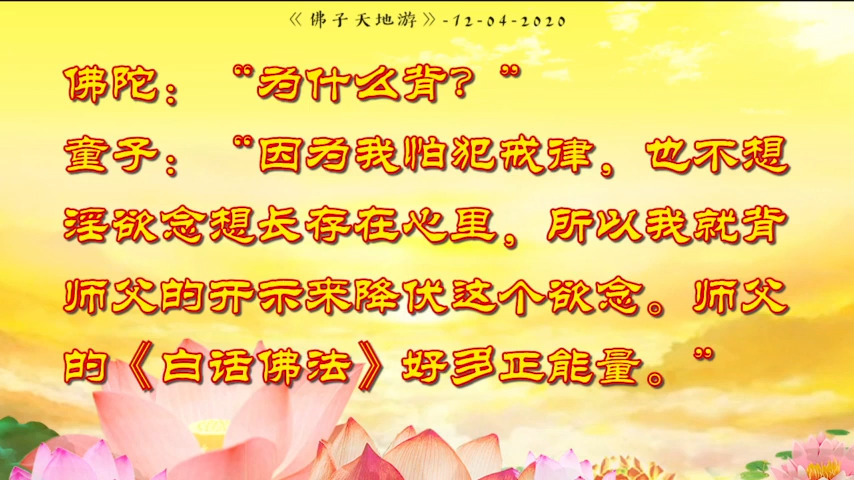 《佛子天地游》-12-04-2020
佛陀：“为什么背？”
童子：“因为我怕犯戒律，也不想
淫欲念想长存在心里，所以我就背
师父的开示来降伏这个欲念。师父
的《白话佛法》好多正能量。”